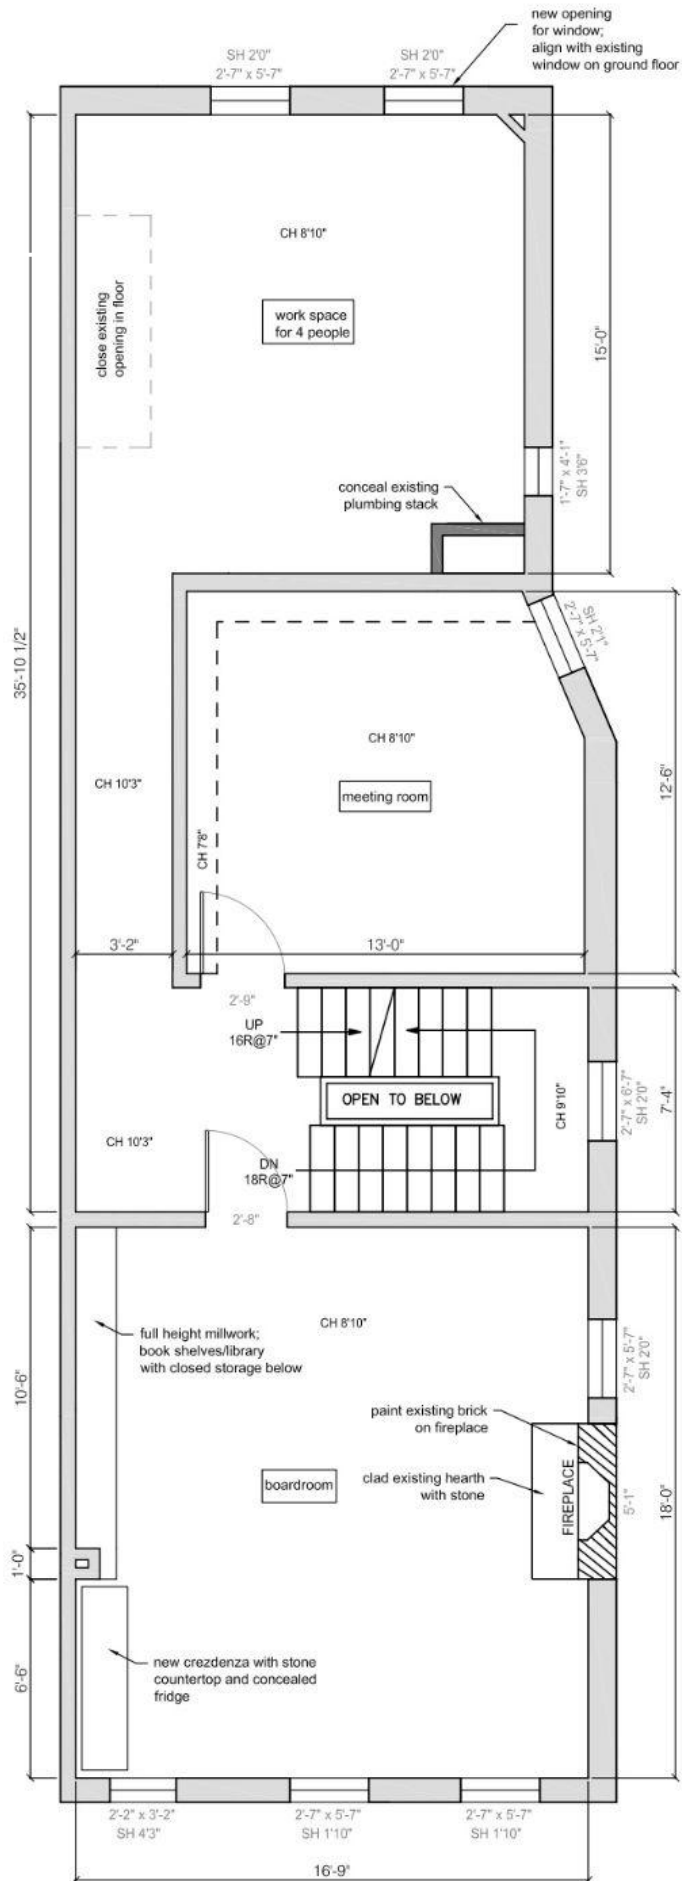 new opening
for window;
align with existing
window on ground floor
SH 2'0"
2'-7" x 5'-7"
SH 2'0"
2'-7" x 5'-7"
CH 8'10"
close existing
opening in floor
work space
for 4 people
15'-0"
1'-7" x 4'-1"
SH 3'6"
conceal existing
plumbing stack
SH 2'1"
2'-7" x 5'-7"
35'-10 1/2"
CH 8'10"
meeting room
CH 10'3"
CH 7'8"
12'-6"
3'-2"
13'-0"
2'-9"
UP
16R@7"
OPEN TO BELOW
CH 9'10"
2'-7" x 6'-7"
SH 2'0"
7'-4"
CH 10'3"
DN
18R@7"
2'-8"
CH 8'10"
full height millwork;
book shelves/library
with closed storage below
2'-7" x 5'-7"
SH 2'0"
10'-6"
paint existing brick
on fireplace
boardroom
clad existing hearth
with stone
FIREPLACE
5'-1"
18'-0"
1'-0"
6'-6"
new crezdenza with stone
countertop and concealed
fridge
2'-2" x 3'-2"
SH 4'3"
2'-7" x 5'-7"
SH 1'10"
2'-7" x 5'-7"
SH 1'10"
16'-9"